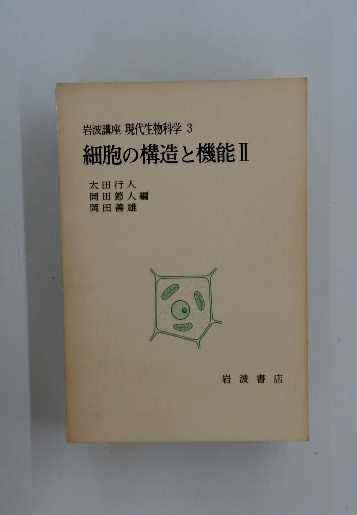 岩波講座 現代生物科学 3
細胞の構造と機能 II
太田行人
岡田節人編
岡田善雄
岩波書店